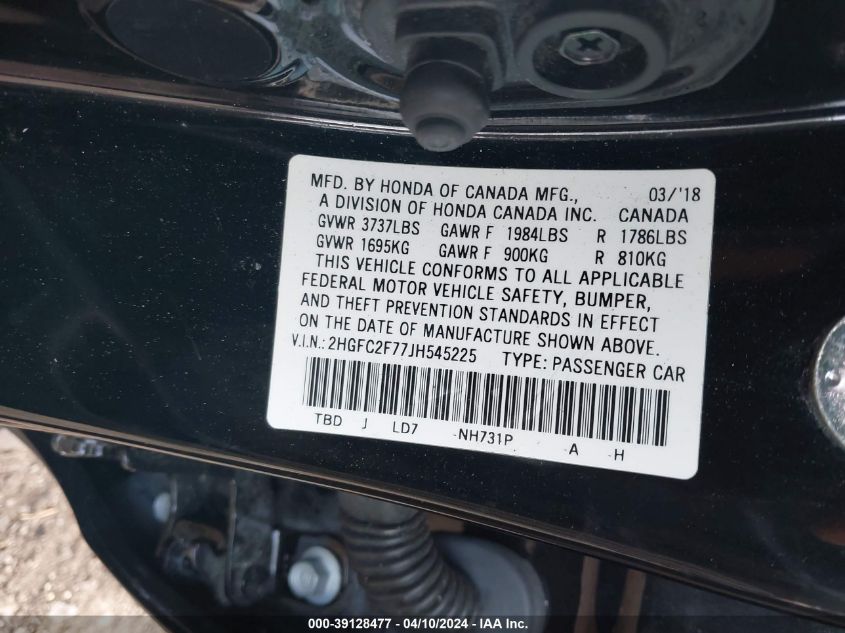 MFD. BY HONDA OF CANADA MFG., 03/'18
A DIVISION OF HONDA CANADA INC. CANADA
GVWR 3737LBS GAWR F 1984LBS R 1786LBS
GVWR 1695KG GAWR F 900KG R 810KG
THIS VEHICLE CONFORMS TO ALL APPLICABLE
FEDERAL MOTOR VEHICLE SAFETY, BUMPER,
AND THEFT PREVENTION STANDARDS IN EFFECT
ON THE DATE OF MANUFACTURE SHOWN ABOVE.
V.I.N.: 2HGFC2F77JH545225 TYPE: PASSENGER CAR
TBD J LD7 NH731P A H
000-39128477 - 04/10/2024 - IAA Inc.